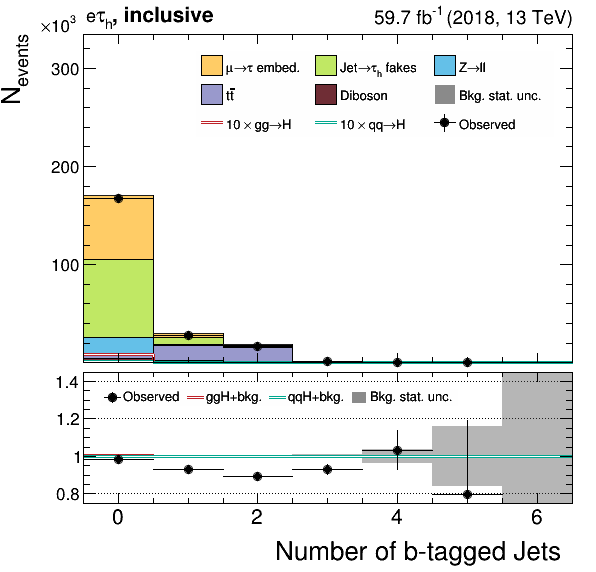 ×10³ eτh, inclusive 59.7 fb⁻¹ (2018, 13 TeV)
Nevents
300
200
100
μ→τ embed. Jet→τh fakes Z→ll
tt̄ Diboson Bkg. stat. unc.
10 × gg→H 10 × qq→H Observed
1.4
1.2
1
0.8
Observed ggH+bkg. qqH+bkg. Bkg. stat. unc.
0 2 4 6
Number of b-tagged Jets